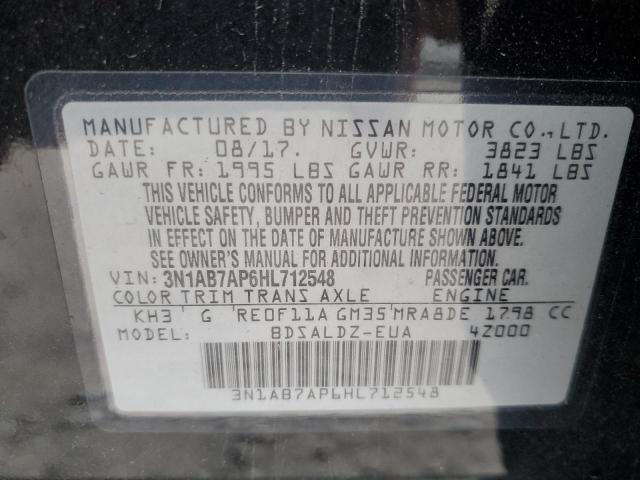 MANUFACTURED BY NISSAN MOTOR CO.,LTD.
DATE: 08/17. GVWR: 3823 LBS
GAWR FR: 1995 LBS GAWR RR: 1841 LBS
THIS VEHICLE CONFORMS TO ALL APPLICABLE FEDERAL MOTOR
VEHICLE SAFETY, BUMPER AND THEFT PREVENTION STANDARDS
IN EFFECT ON THE DATE OF MANUFACTURE SHOWN ABOVE.
SEE OWNER'S MANUAL FOR ADDITIONAL INFORMATION.
VIN: 3N1AB7AP6HL712548 PASSENGER CAR.
COLOR TRIM TRANS AXLE ENGINE
KH3 G RE0F11A GM35 MRA8DE 1798 CC
MODEL: BDSALDZ-EUA 4Z000
3N1AB7AP6HL712548